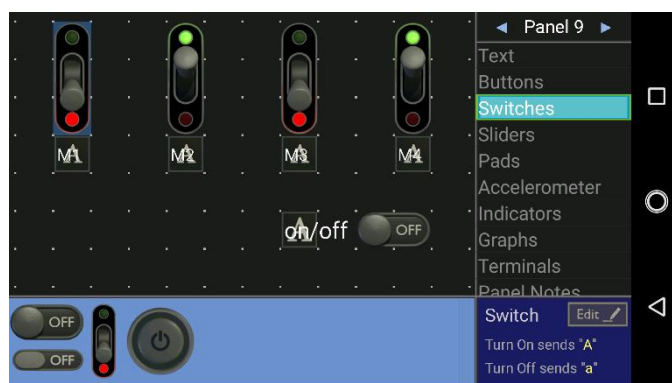 Panel 9
Text
Buttons
Switches
Sliders
Pads
Accelerometer
Indicators
Graphs
Terminals
Panel Notes
M1 A
M2 A
M3 A
M4 A
A
on/off
OFF
OFF
OFF
Switch
Edit
Turn On sends "A"
Turn Off sends "a"